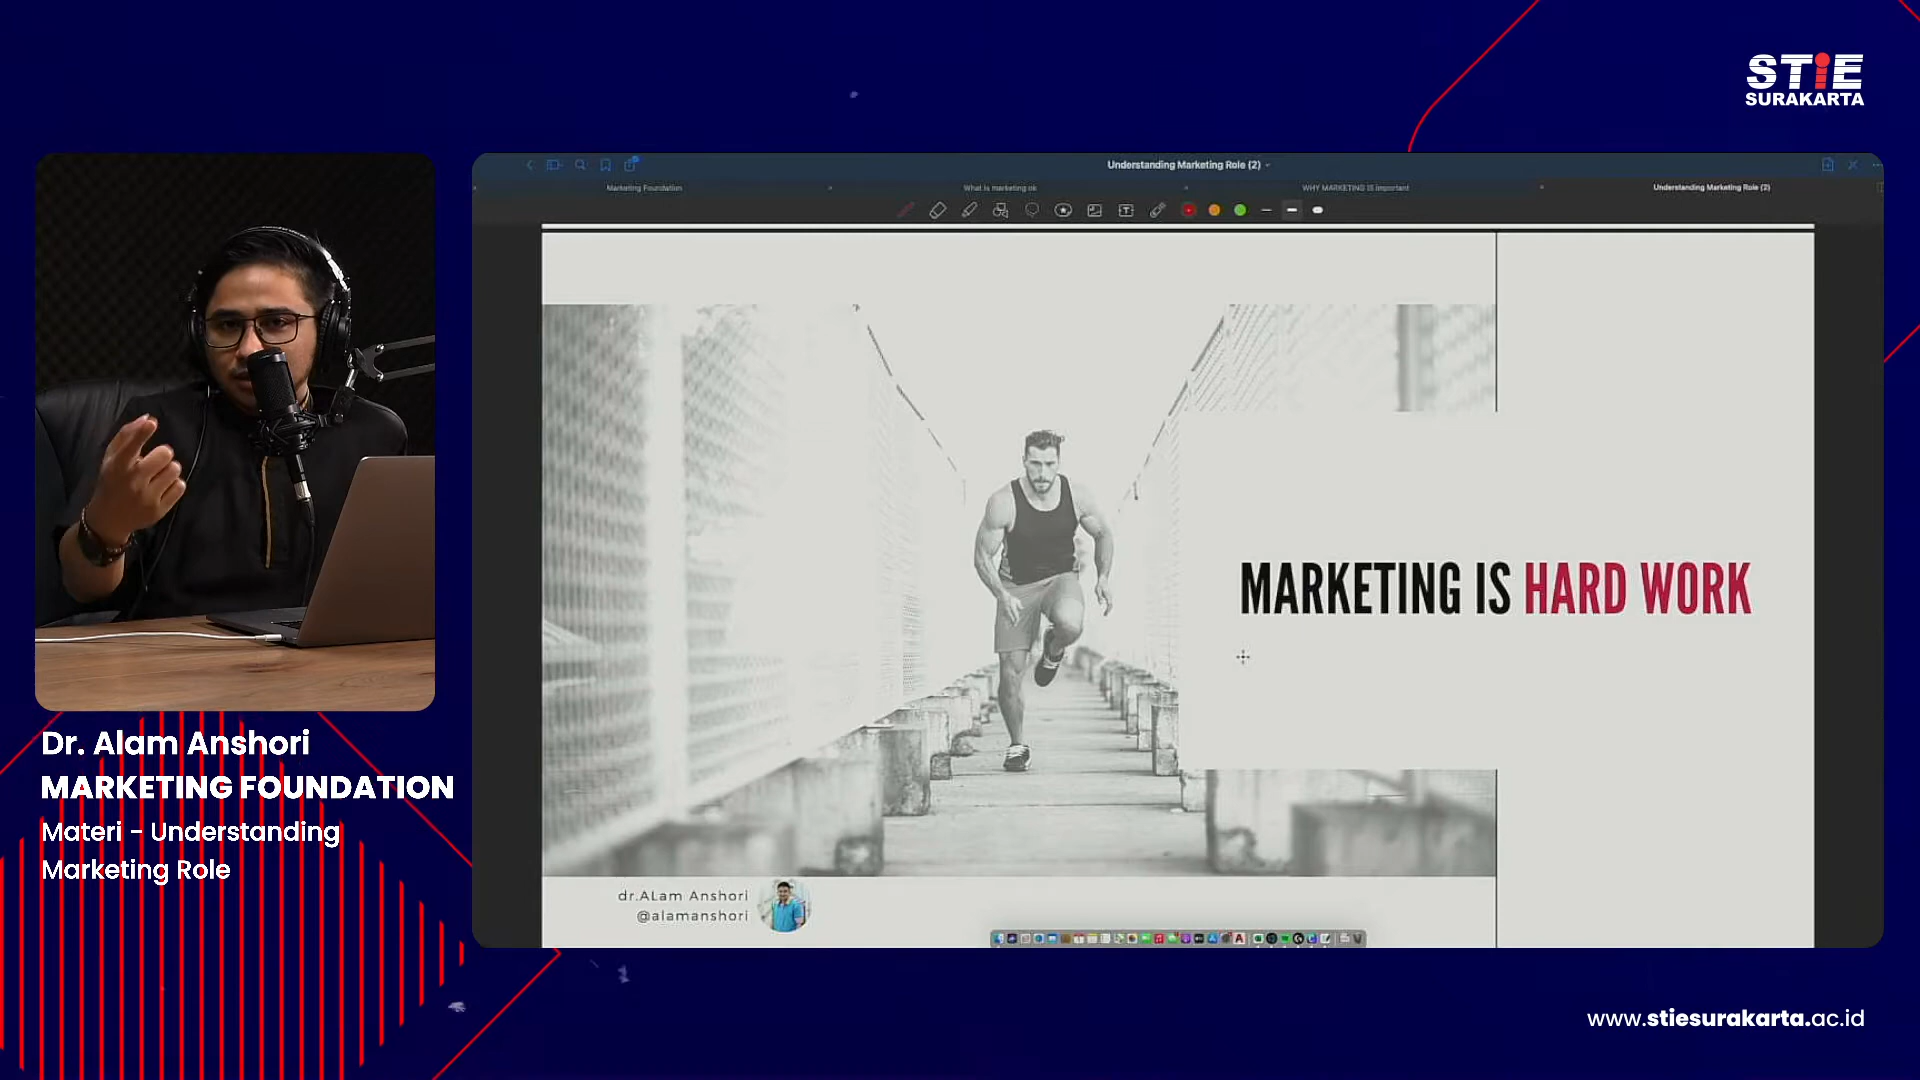 STiE
SURAKARTA
Understanding Marketing Role (2)
Marketing Foundation
What is marketing ok
WHY MARKETING IS important
Understanding Marketing Role (2)
MARKETING IS HARD WORK
dr.ALam Anshori
@alamanshori
Dr. Alam Anshori
MARKETING FOUNDATION
Materi - Understanding
Marketing Role
www.stiesurakarta.ac.id